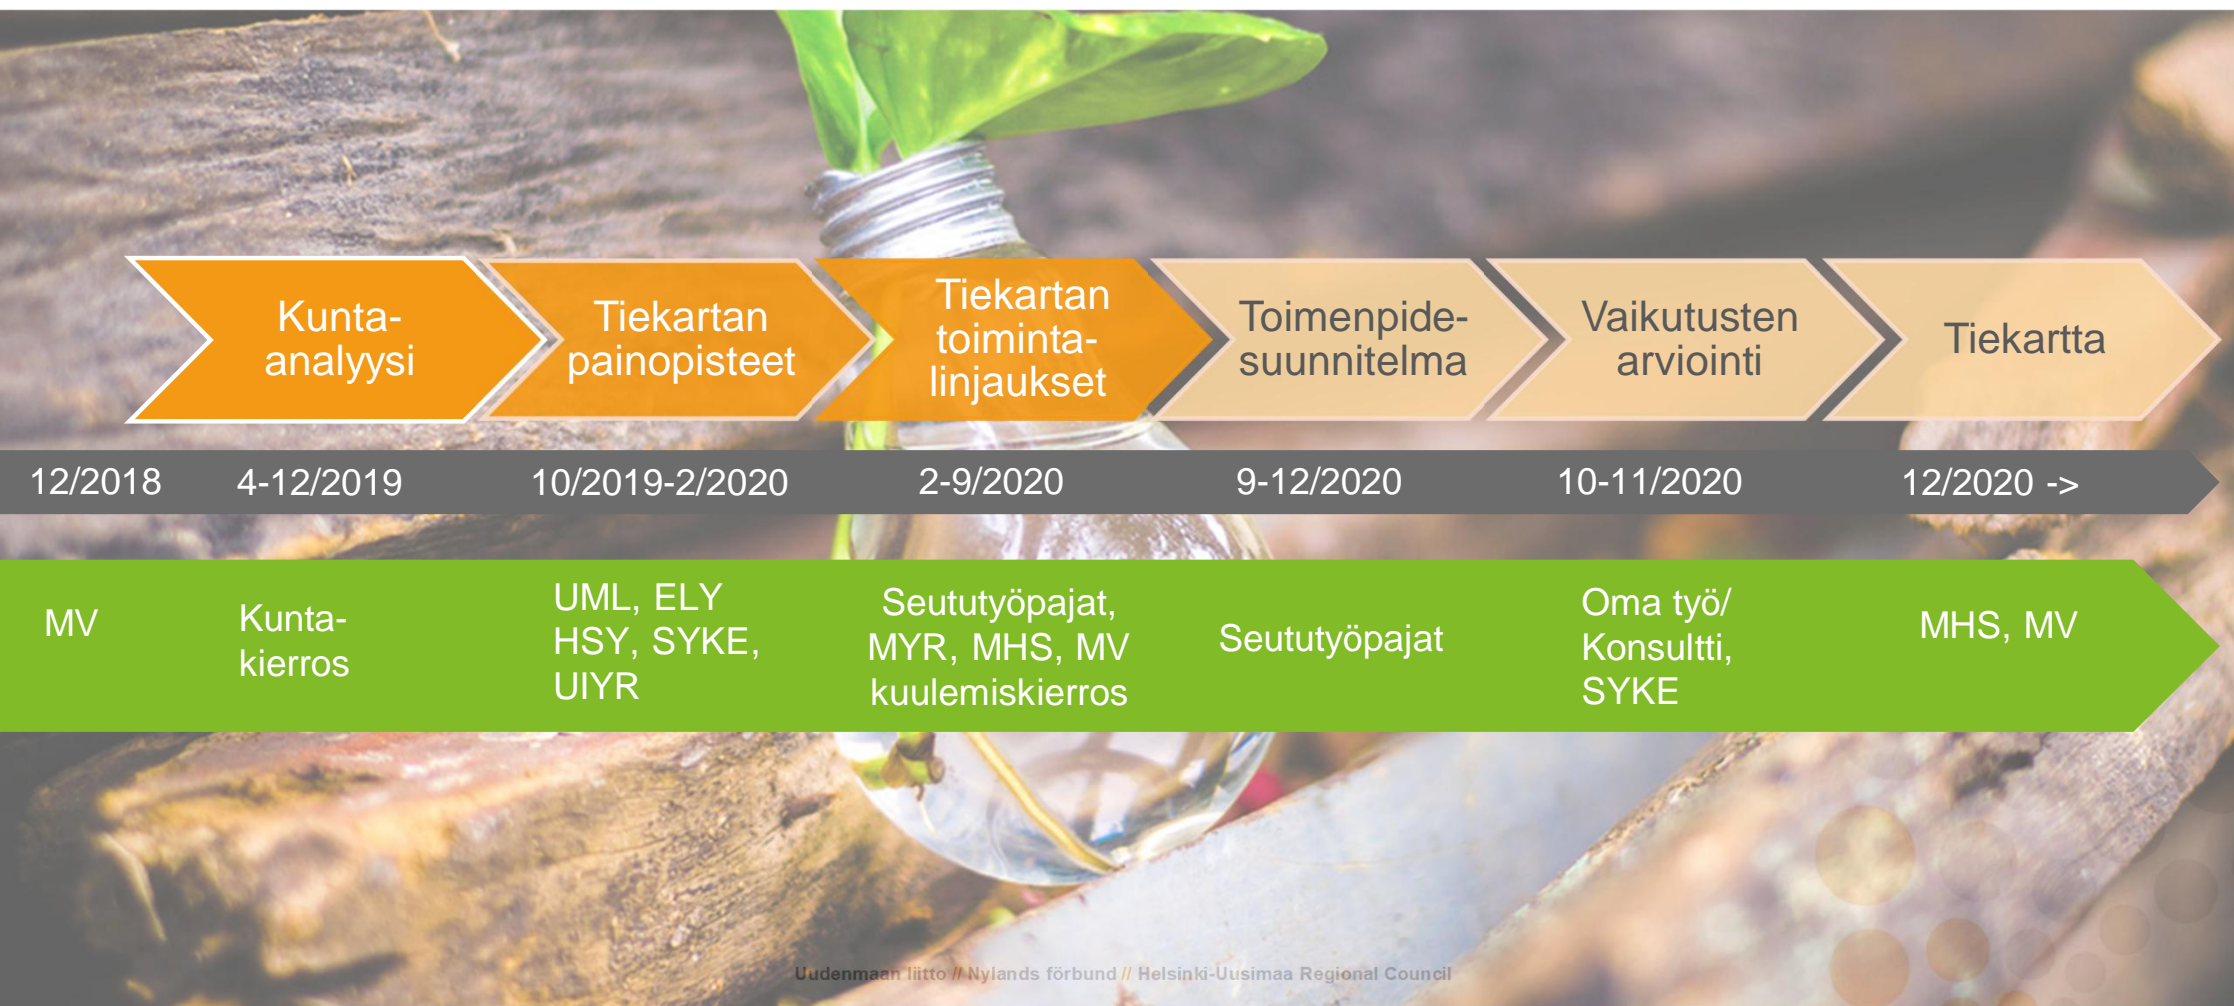 Kunta-
analyysi
Tiekartan
painopisteet
Tiekartan
toiminta-
linjaukset
Toimenpide-
suunnitelma
Vaikutusten
arviointi
Tiekartta
12/2018
4-12/2019
10/2019-2/2020
2-9/2020
9-12/2020
10-11/2020
12/2020 ->
MV
Kunta-
kierros
UML, ELY
HSY, SYKE,
UIYR
Seututyöpajat,
MYR, MHS, MV
kuulemiskierros
Seututyöpajat
Oma työ/
Konsultti,
SYKE
MHS, MV
Uudenmaan liitto // Nylands förbund // Helsinki-Uusimaa Regional Council